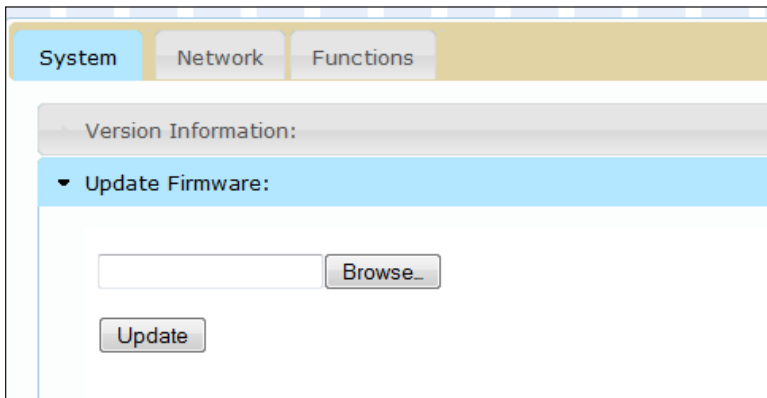 System Network Functions
Version Information:
Update Firmware:
Browse...
Update